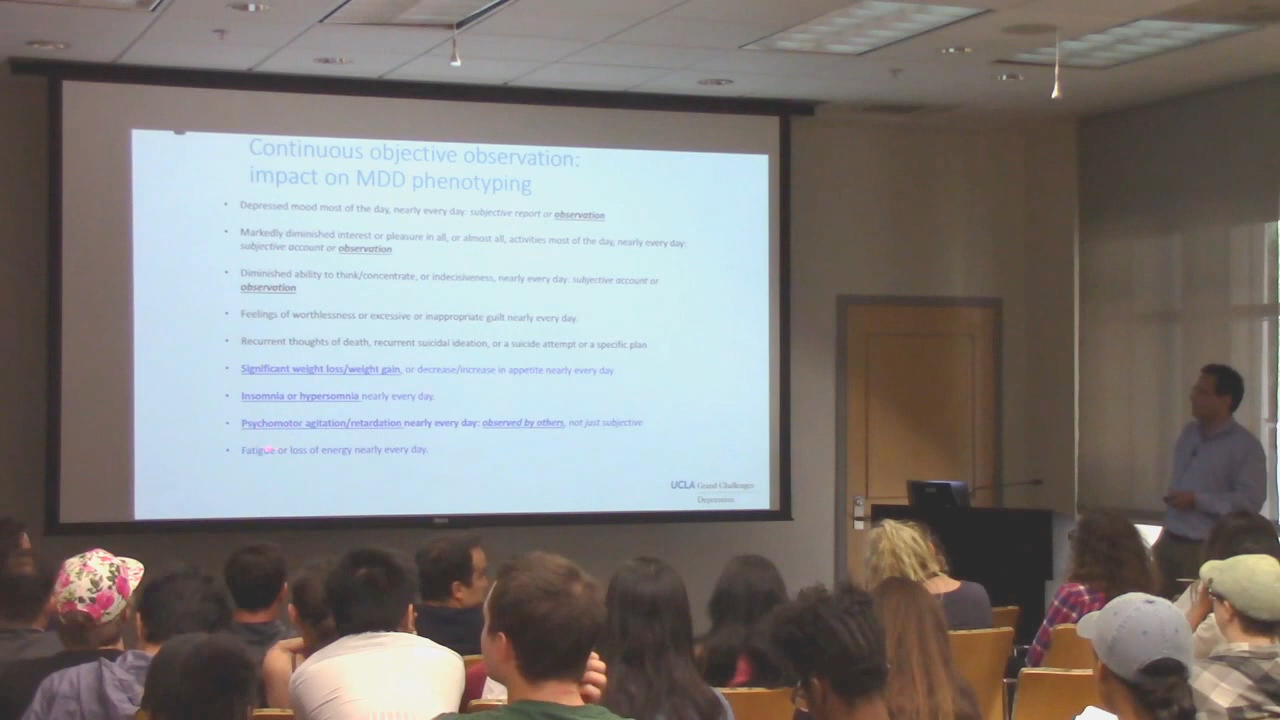 Continuous objective observation:
impact on MDD phenotyping
• Depressed mood most of the day, nearly every day: subjective report or observation
• Markedly diminished interest or pleasure in all, or almost all, activities most of the day, nearly every day:
subjective account or observation
• Diminished ability to think/concentrate, or indecisiveness, nearly every day: subjective account or
observation
• Feelings of worthlessness or excessive or inappropriate guilt nearly every day.
• Recurrent thoughts of death, recurrent suicidal ideation, or a suicide attempt or a specific plan
• Significant weight loss/weight gain, or decrease/increase in appetite nearly every day
• Insomnia or hypersomnia nearly every day.
• Psychomotor agitation/retardation nearly every day: observed by others, not just subjective
• Fatigue or loss of energy nearly every day.
UCLA Grand Challenges
Depression